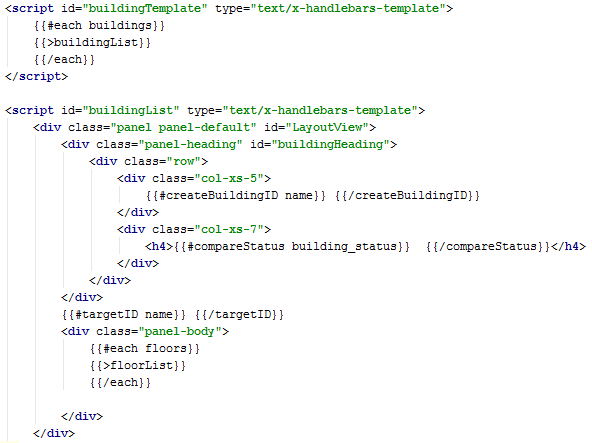 <script id="buildingTemplate" type="text/x-handlebars-template">
    {{#each buildings}}
    {{>buildingList}}
    {{/each}}
</script>

<script id="buildingList" type="text/x-handlebars-template">
    <div class="panel panel-default" id="LayoutView">
        <div class="panel-heading" id="buildingHeading">
            <div class="row">
                <div class="col-xs-5">
                    {{#createBuildingID name}} {{/createBuildingID}}
                </div>
                <div class="col-xs-7">
                    <h4>{{#compareStatus building_status}}  {{/compareStatus}}</h4>
                </div>
            </div>
        </div>
        {{#targetID name}} {{/targetID}}
        <div class="panel-body">
            {{#each floors}}
            {{>floorList}}
            {{/each}}

        </div>
    </div>